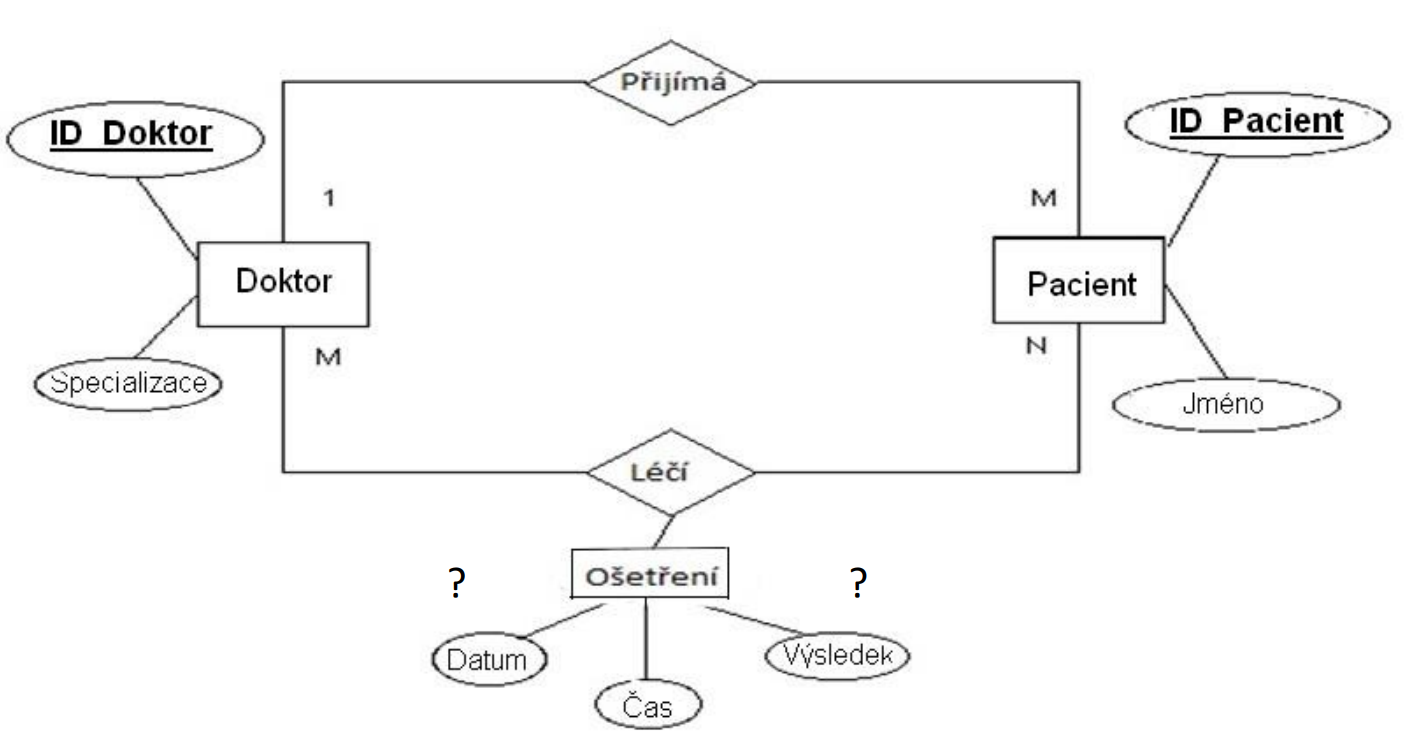 Přijímá
ID_Doktor
ID_Pacient
1
M
Doktor
Pacient
M
N
Specializace
Jméno
Léčí
?
Ošetření
?
Datum
Výsledek
Čas